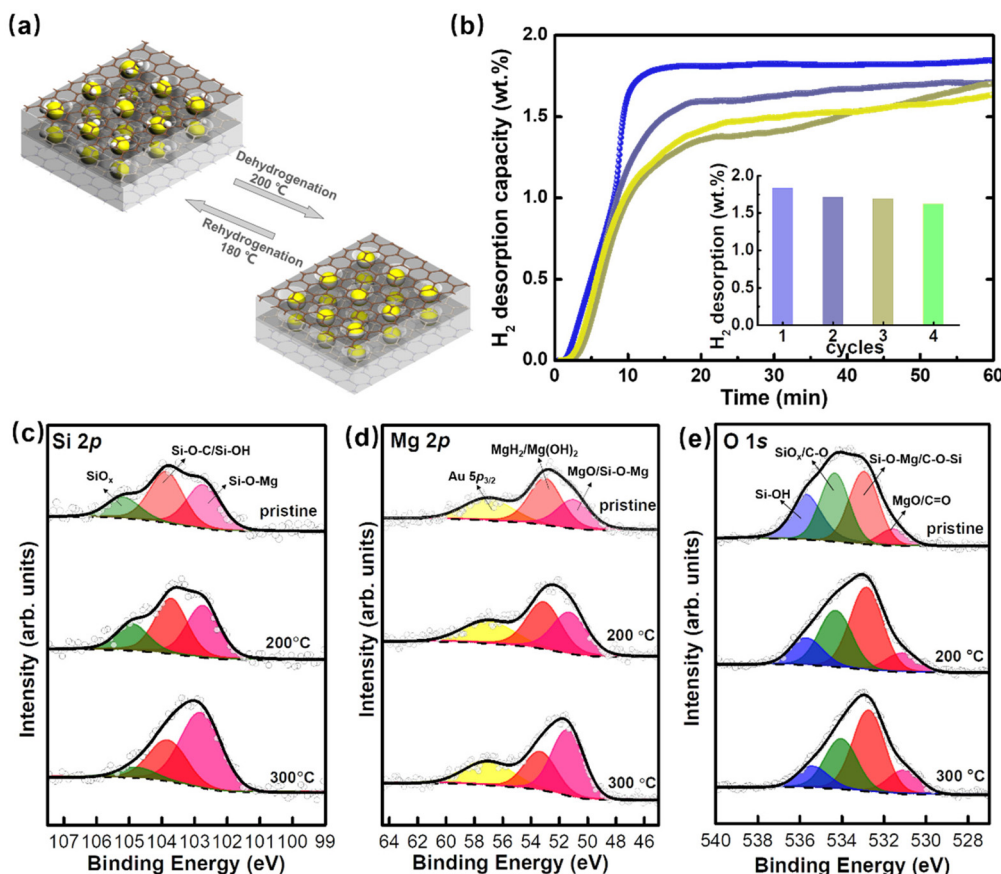 (a)
Dehydrogenation
200 ℃
Rehydrogenation
180 ℃
(b)
H2 desorption capacity (wt.%)
2.0
1.5
1.0
0.5
0.0
0 10 20 30 40 50 60
Time (min)
H2 desorption (wt.%)
2.0
1.5
1.0
0.5
0.0
1 2 3 4
cycles
(c) Si 2p
SiOx
Si-O-C/Si-OH
Si-O-Mg
pristine
200°C
300°C
Intensity (arb. units)
107 106 105 104 103 102 101 100 99
Binding Energy (eV)
(d) Mg 2p
Au 5p3/2
MgH2/Mg(OH)2
MgO/Si-O-Mg
pristine
200 °C
300 °C
Intensity (arb. units)
64 62 60 58 56 54 52 50 48 46
Binding Energy (eV)
(e) O 1s
Si-OH
SiOx/C-O
Si-O-Mg/C-O-Si
MgO/C=O
pristine
200 °C
300 °C
Intensity (arb. units)
540 538 536 534 532 530 528
Binding Energy (eV)